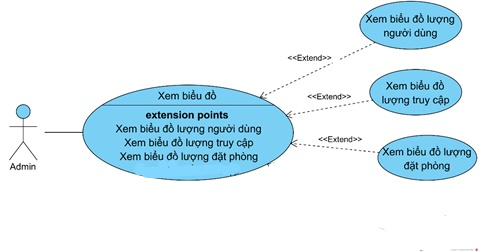 Xem biểu đồ lượng
người dùng
<<Extend>>
Xem biểu đồ
<<Extend>>
Xem biểu đồ
lượng truy cập
extension points
Xem biểu đồ lượng người dùng
Xem biểu đồ lượng truy cập
Xem biểu đồ lượng đặt phòng
<<Extend>>
Xem biểu đồ lượng
đặt phòng
Admin